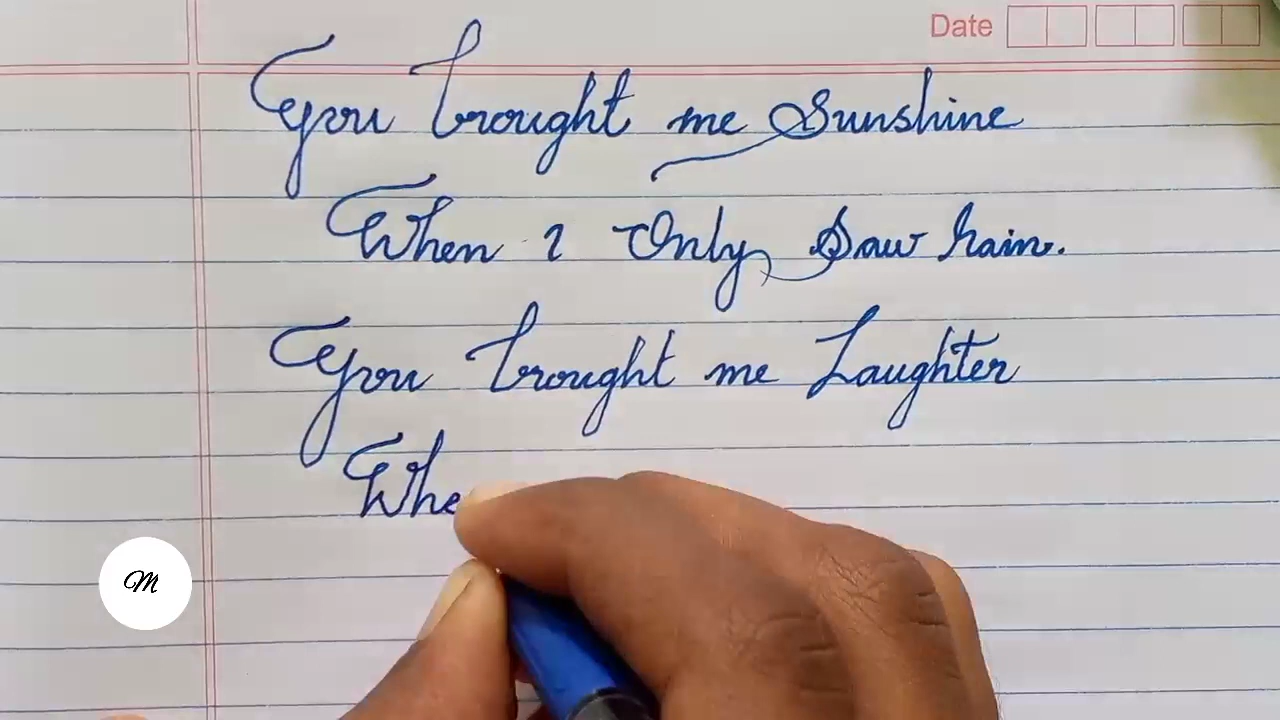 Date
You brought me Sunshine
When I Only Saw rain.
You brought me Laughter
Whe
M